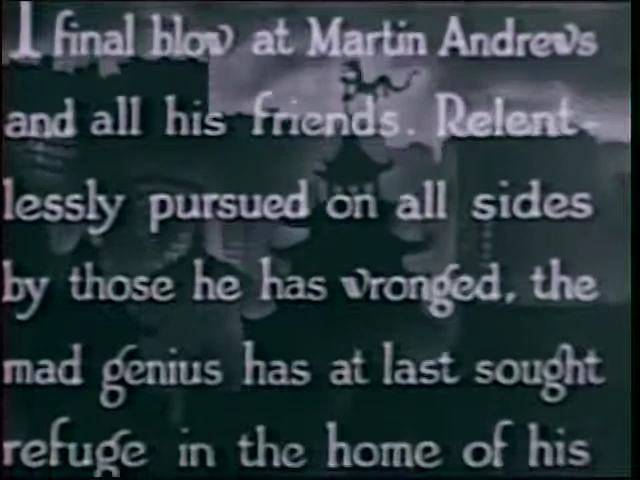 final blow at Martin Andrews
and all his friends. Relent-
lessly pursued on all sides
by those he has wronged, the
mad genius has at last sought
refuge in the home of his